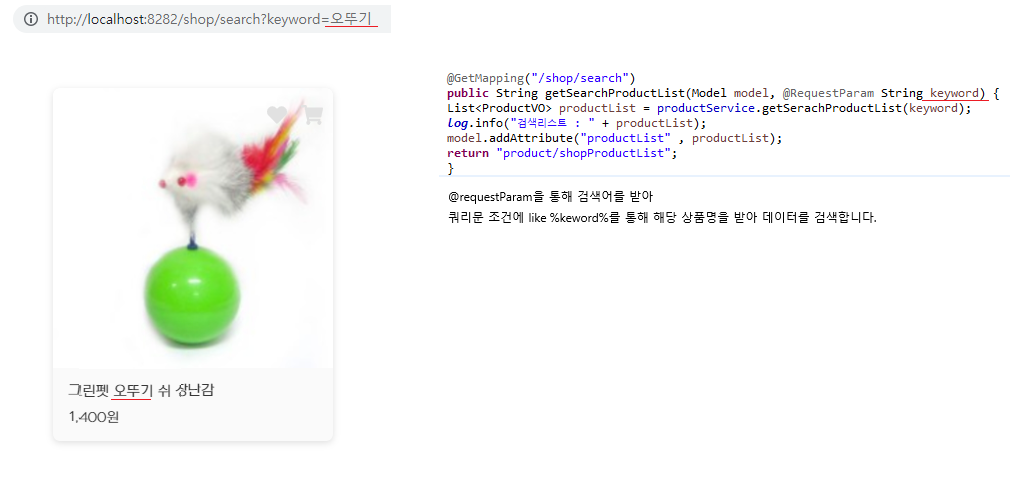 http://localhost:8282/shop/search?keyword=오뚜기
그린펫 오뚜기 쉬 장난감
1,400원
@GetMapping("/shop/search")
public String getSearchProductList(Model model, @RequestParam String keyword) {
List<ProductVO> productList = productService.getSerachProductList(keyword);
log.info("검색리스트 : " + productList);
model.addAttribute("productList" , productList);
return "product/shopProductList";
}
@requestParam을 통해 검색어를 받아
쿼리문 조건에 like %keword%를 통해 해당 상품명을 받아 데이터를 검색합니다.